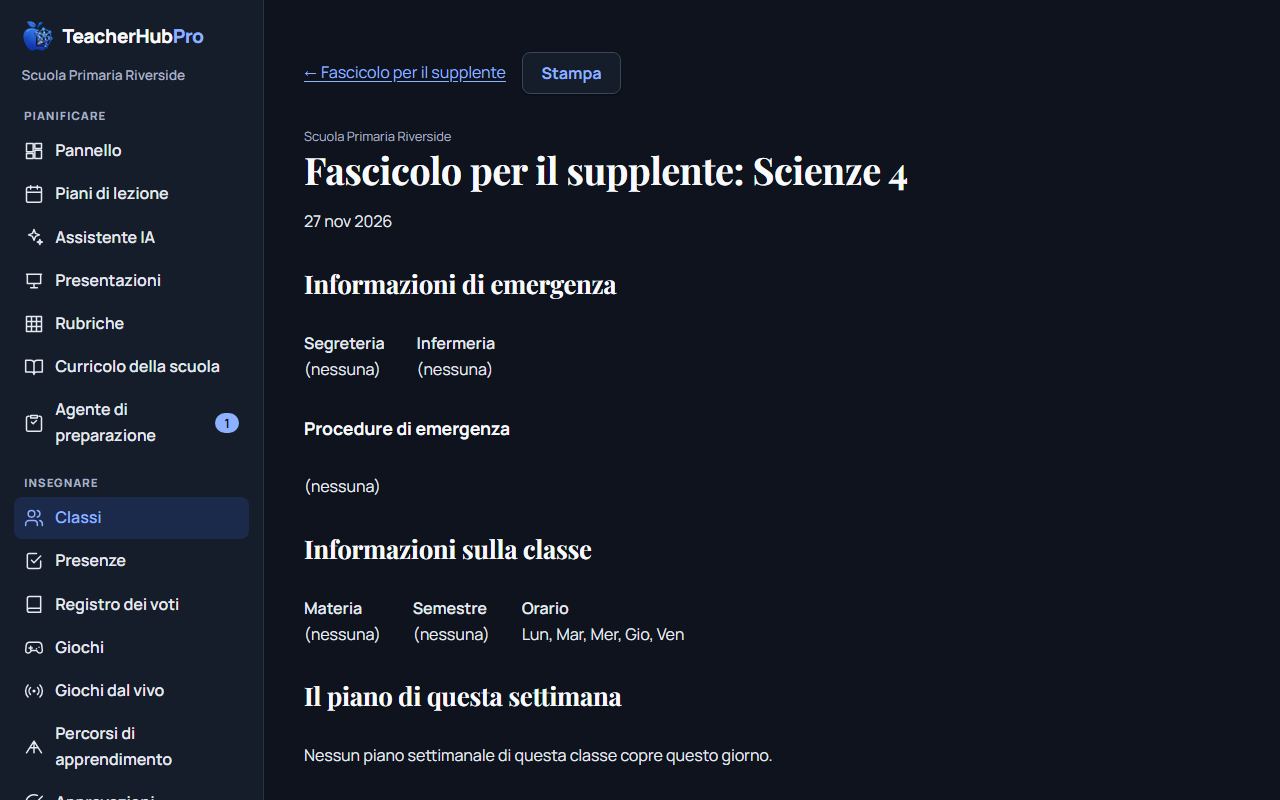 TeacherHubPro
Scuola Primaria Riverside
PIANIFICARE
Pannello
Piani di lezione
Assistente IA
Presentazioni
Rubriche
Curricolo della scuola
Agente di
preparazione
1
INSEGNARE
Classi
Presenze
Registro dei voti
Giochi
Giochi dal vivo
Percorsi di
apprendimento
Approvazioni
← Fascicolo per il supplente
Stampa
Scuola Primaria Riverside
Fascicolo per il supplente: Scienze 4
27 nov 2026
Informazioni di emergenza
Segreteria Infermeria
(nessuna) (nessuna)
Procedure di emergenza
(nessuna)
Informazioni sulla classe
Materia Semestre Orario
(nessuna) (nessuna) Lun, Mar, Mer, Gio, Ven
Il piano di questa settimana
Nessun piano settimanale di questa classe copre questo giorno.